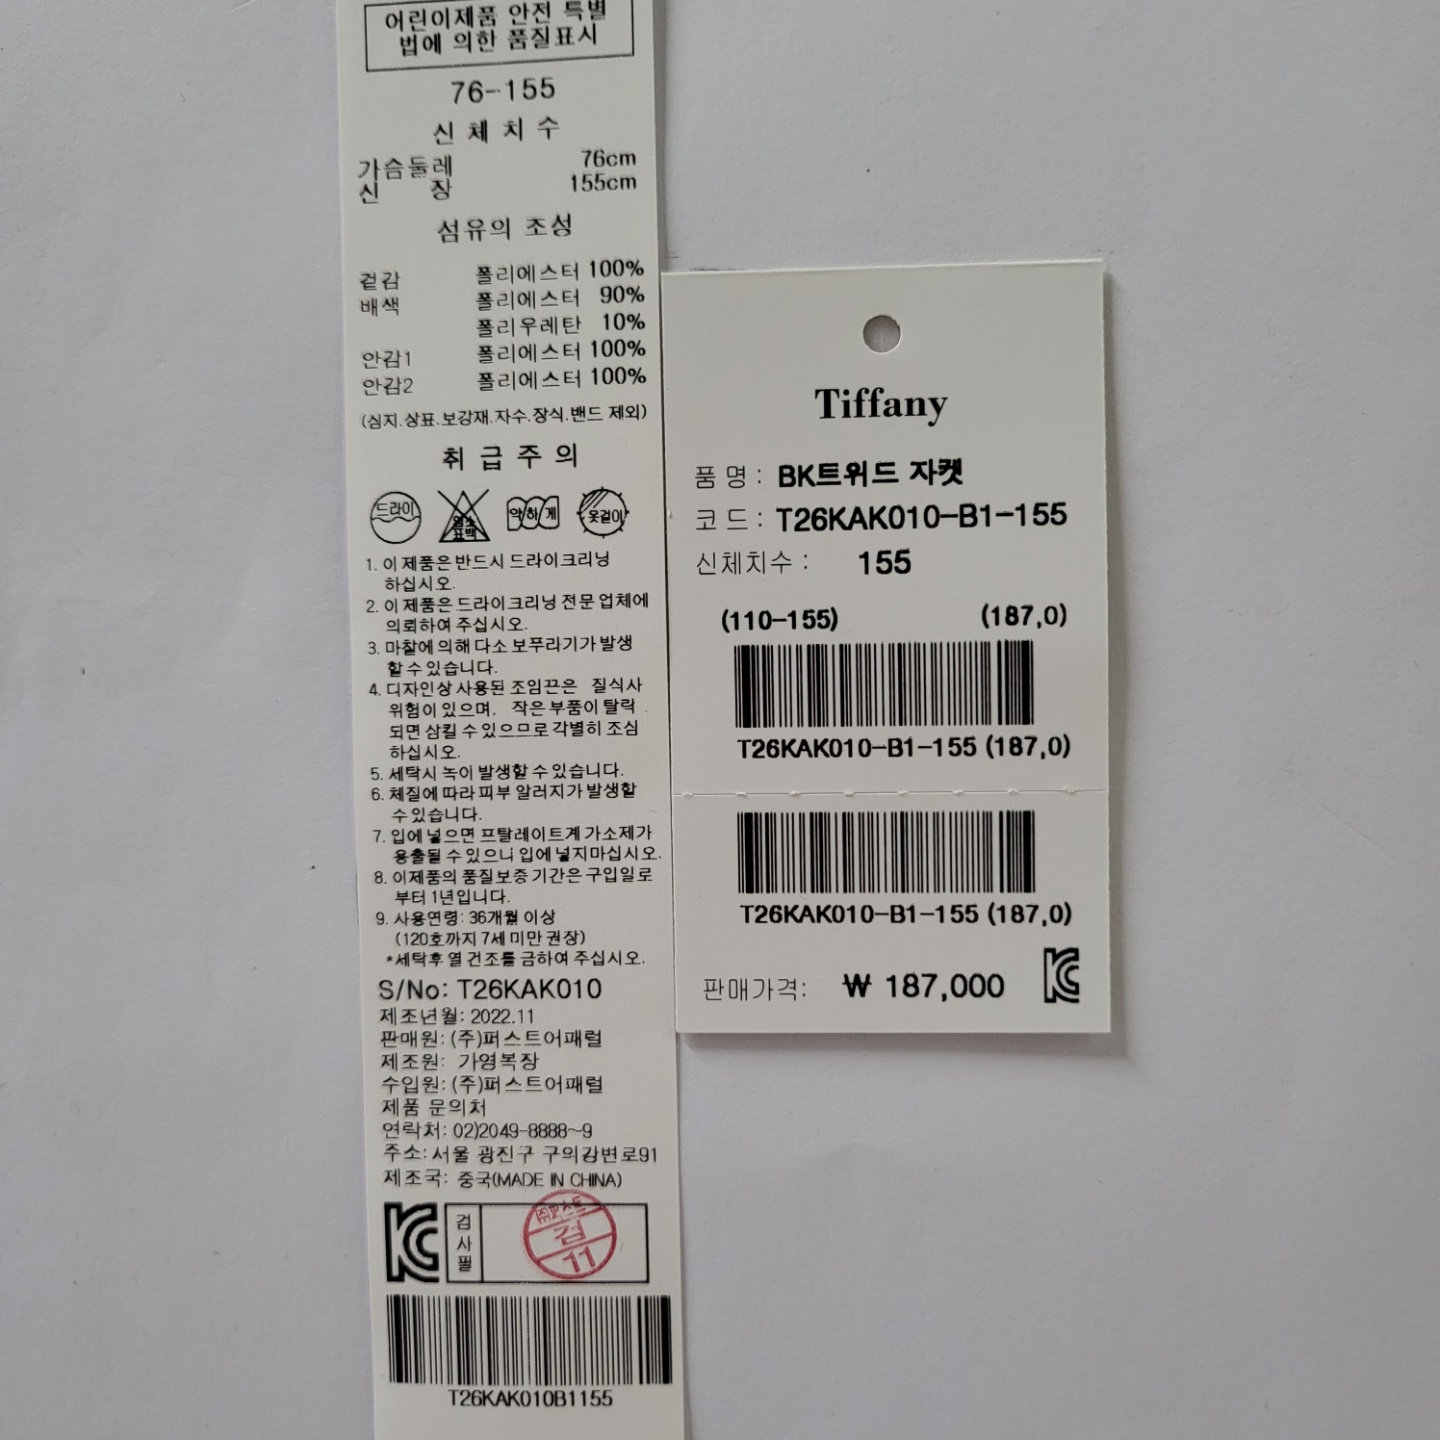 어린이제품 안전 특별
법에 의한 품질표시
76-155
신 체 치 수
가슴둘레 76cm
신 장 155cm
섬유의 조성
겉감 폴리에스터 100%
배색 폴리에스터 90%
폴리우레탄 10%
안감1 폴리에스터 100%
안감2 폴리에스터 100%
(심지.상표.보강재.자수.장식.밴드 제외)
취 급 주 의
드라이 염소 표백 약하게 옷걸이
1. 이 제품은 반드시 드라이크리닝
하십시오.
2. 이 제품은 드라이크리닝 전문 업체에
의뢰하여 주십시오.
3. 마찰에 의해 다소 보푸라기가 발생
할 수 있습니다.
4. 디자인상 사용된 조임끈은 질식사
위험이 있으며, 작은 부품이 탈락
되면 삼킬 수 있으므로 각별히 조심
하십시오.
5. 세탁시 녹이 발생할 수 있습니다.
6. 체질에 따라 피부 알러지가 발생할
수 있습니다.
7. 입에 넣으면 프탈레이트계 가소제가
용출될 수 있으니 입에 넣지마십시오.
8. 이제품의 품질보증 기간은 구입일로
부터 1년입니다.
9. 사용연령: 36개월 이상
(120호까지 7세 미만 권장)
*세탁후 열 건조를 금하여 주십시오.
S/No: T26KAK010
제조년월: 2022.11
판매원: (주)퍼스트어패럴
제조원: 가영복장
수입원: (주)퍼스트어패럴
제품 문의처
연락처: 02)2049-8888~9
주소: 서울 광진구 구의강변로91
제조국: 중국(MADE IN CHINA)
검사필
(주)퍼스트
검
11
T26KAK010B1155
Tiffany
품 명 : BK트위드 자켓
코 드 : T26KAK010-B1-155
신체치수 : 155
(110-155) (187,0)
T26KAK010-B1-155 (187,0)
T26KAK010-B1-155 (187,0)
판매가격: ₩ 187,000